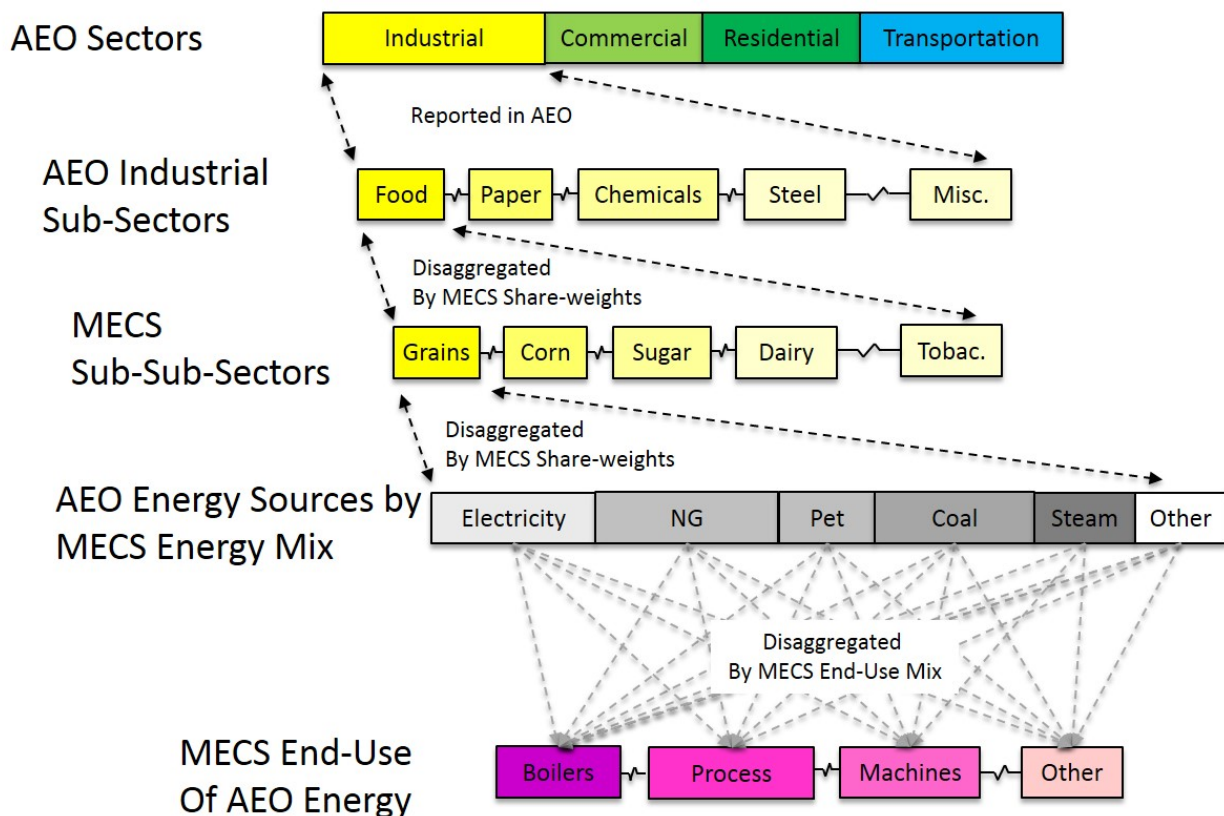 AEO Sectors
Industrial
Commercial
Residential
Transportation
Reported in AEO
AEO Industrial
Sub-Sectors
Food
Paper
Chemicals
Steel
Misc.
Disaggregated
By MECS Share-weights
MECS
Sub-Sub-Sectors
Grains
Corn
Sugar
Dairy
Tobac.
Disaggregated
By MECS Share-weights
AEO Energy Sources by
MECS Energy Mix
Electricity
NG
Pet
Coal
Steam
Other
Disaggregated
By MECS End-Use Mix
MECS End-Use
Of AEO Energy
Boilers
Process
Machines
Other